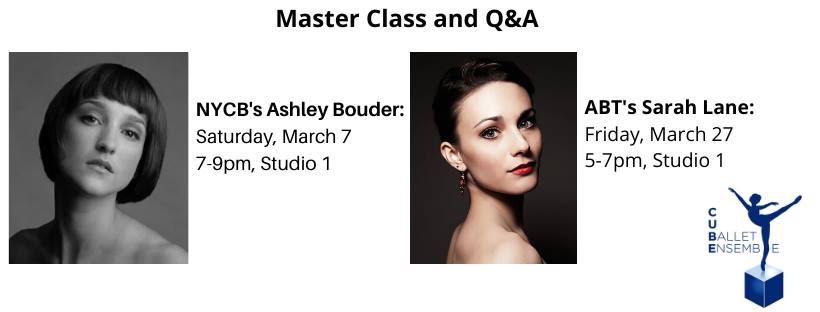 Master Class and Q&A
NYCB's Ashley Bouder:
Saturday, March 7
7-9pm, Studio 1
ABT's Sarah Lane:
Friday, March 27
5-7pm, Studio 1
CUBE
BALLET
ENSEMBLE